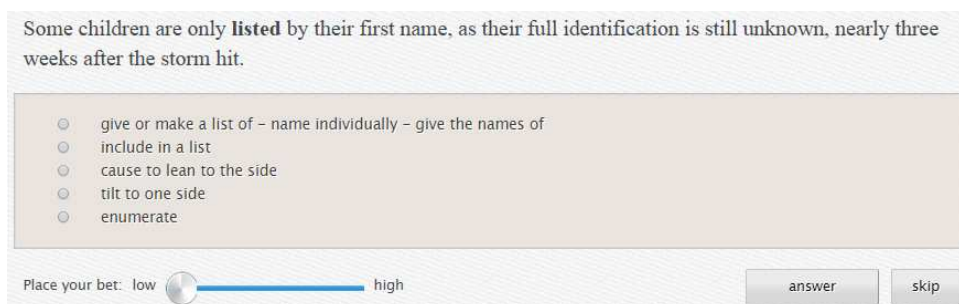 Some children are only listed by their first name, as their full identification is still unknown, nearly three
weeks after the storm hit.
give or make a list of – name individually – give the names of
include in a list
cause to lean to the side
tilt to one side
enumerate
Place your bet: low high
answer
skip